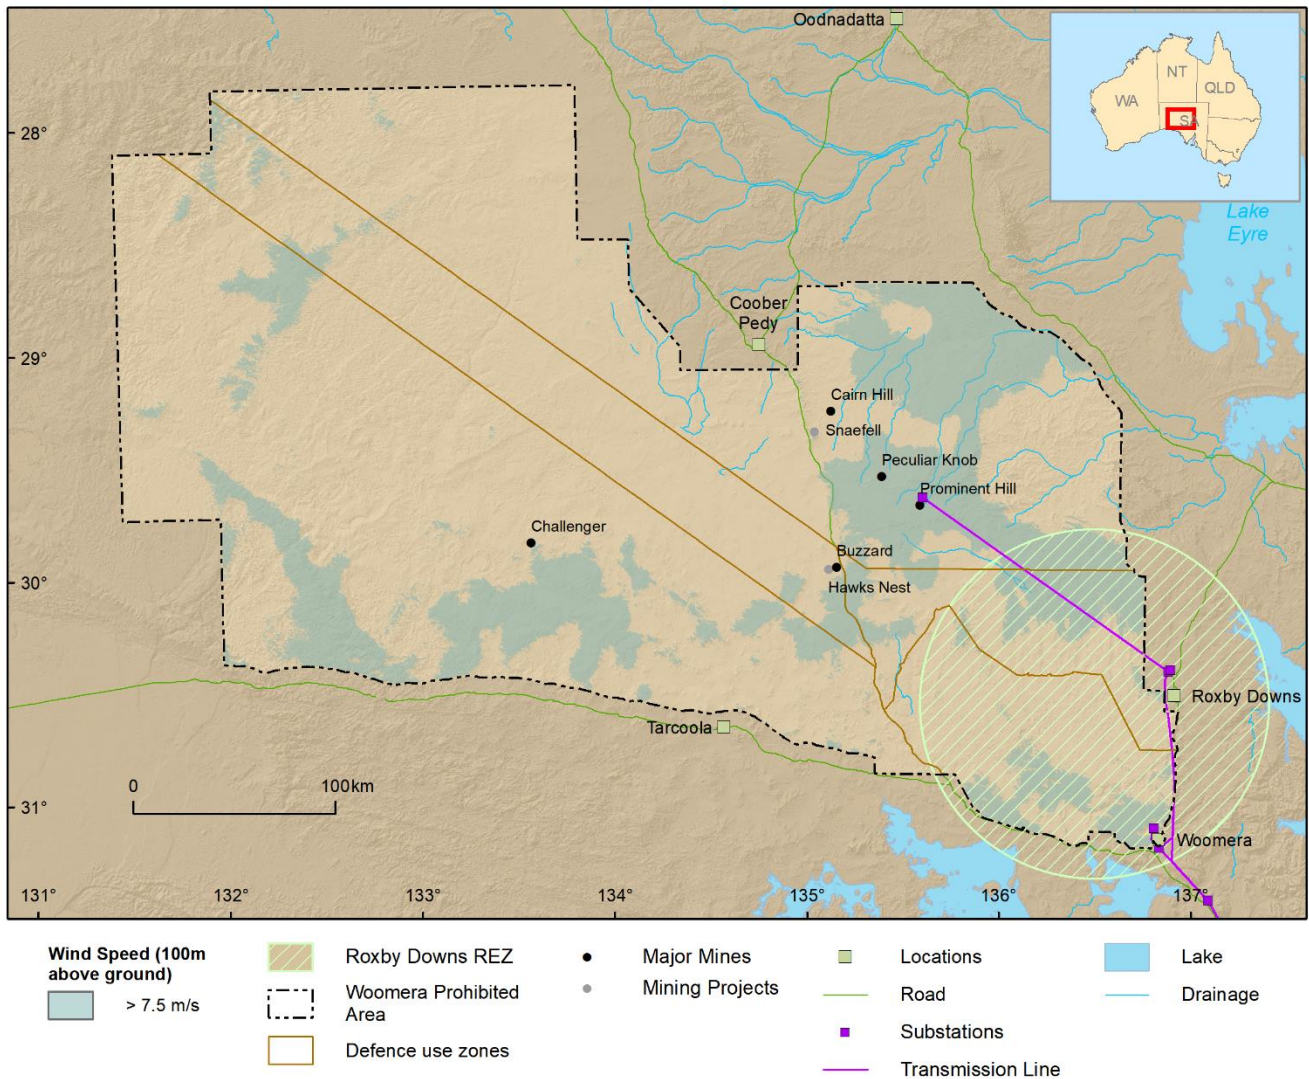 Oodnadatta
NT
QLD
WA
SA
28°
Lake
Eyre
Coober
Pedy
29°
Cairn Hill
Snaefell
Peculiar Knob
Prominent Hill
Challenger
Buzzard
30°
Hawks Nest
Roxby Downs
Tarcoola
0
100km
31°
Woomera
131°
132°
133°
134°
135°
136°
137°
Wind Speed (100m
above ground)
> 7.5 m/s
Roxby Downs REZ
Woomera Prohibited
Area
Defence use zones
Major Mines
Mining Projects
Locations
Road
Substations
Transmission Line
Lake
Drainage